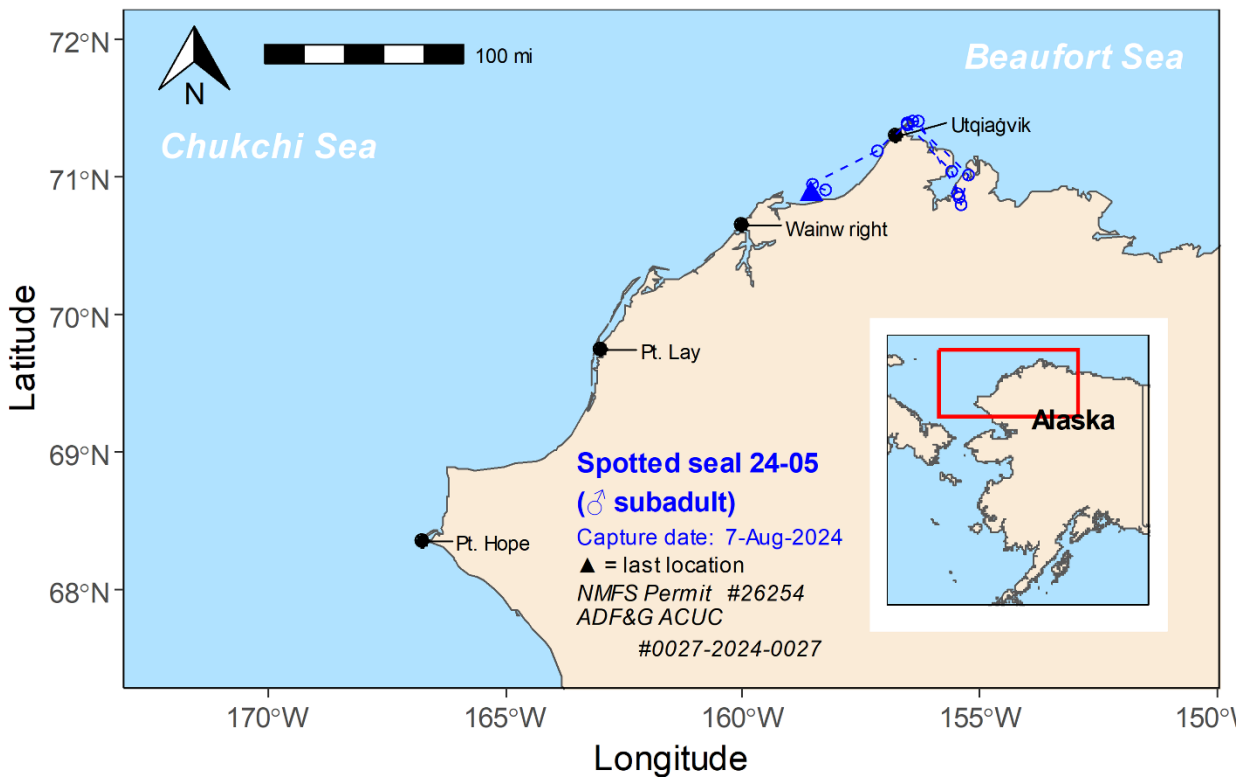 72°N
71°N
70°N
69°N
68°N
Latitude
N
100 mi
Beaufort Sea
Chukchi Sea
Utqiaġvik
Wainw right
Pt. Lay
Pt. Hope
Alaska
Spotted seal 24-05
(♂ subadult)
Capture date: 7-Aug-2024
▲ = last location
NMFS Permit #26254
ADF&G ACUC
#0027-2024-0027
170°W
165°W
160°W
155°W
150°W
Longitude